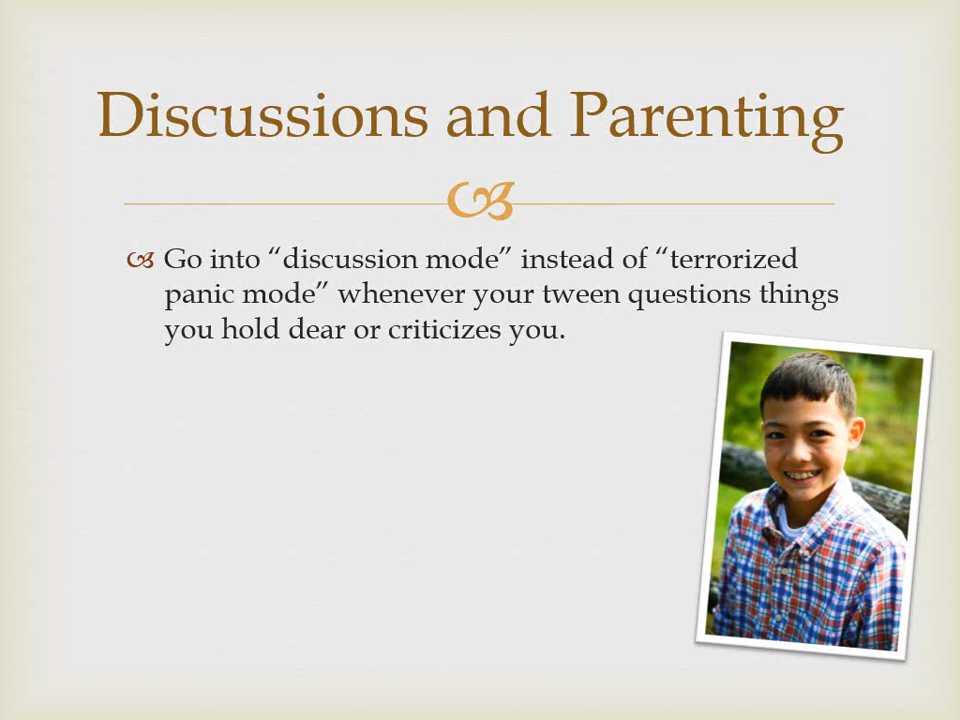 Discussions and Parenting
Go into “discussion mode” instead of “terrorized
panic mode” whenever your tween questions things
you hold dear or criticizes you.